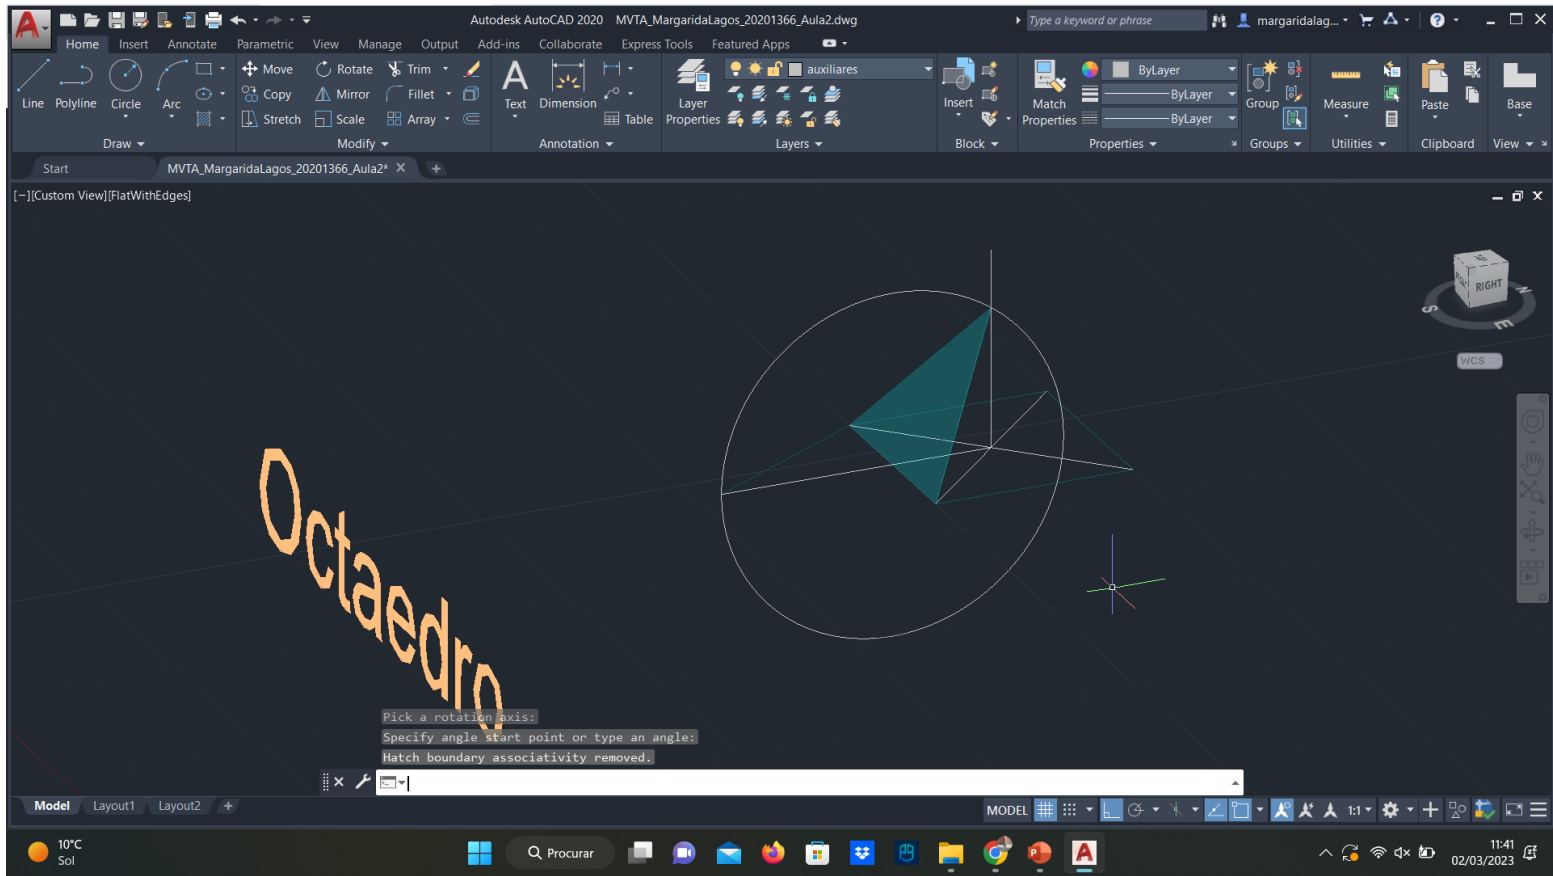 Autodesk AutoCAD 2020 MVTA_MargaridaLagos_20201366_Aula2.dwg
Type a keyword or phrase
margaridalag...
Home Insert Annotate Parametric View Manage Output Add-ins Collaborate Express Tools Featured Apps
Line Polyline Circle Arc
Move Rotate Trim
Copy Mirror Fillet
Stretch Scale Array
Text Dimension
Table
Layer
Properties
auxiliares
Insert
Match
Properties
ByLayer
ByLayer
ByLayer
Group
Measure
Paste
Base
Draw Modify Annotation Layers Block Properties Groups Utilities Clipboard View
Start MVTA_MargaridaLagos_20201366_Aula2*
[−][Custom View][FlatWithEdges]
RIGHT
S E N
WCS
Octaedro
Pick a rotation axis:
Specify angle start point or type an angle:
Hatch boundary associativity removed.
Model Layout1 Layout2
MODEL 1:1
10°C
Sol
Procurar
11:41
02/03/2023